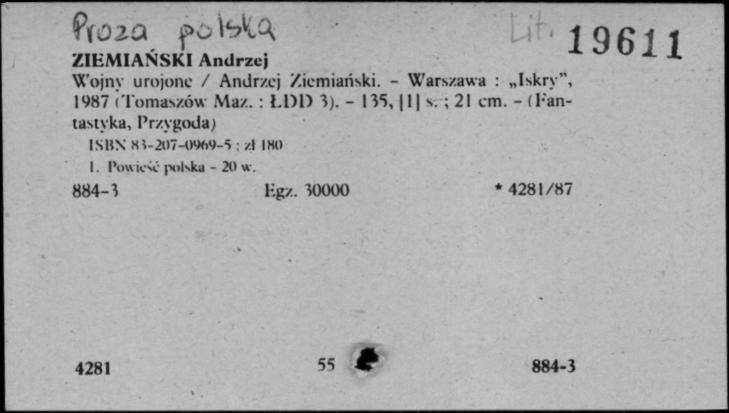 Proza polska Lit. 19611
ZIEMIAŃSKI Andrzej
Wojny urojone / Andrzej Ziemiański. – Warszawa : „Iskry”,
1987 (Tomaszów Maz. : ŁDD 3). – 135, [1] s. ; 21 cm. – (Fan-
tastyka, Przygoda)
ISBN 83-207-0969-5 : zł 180
1. Powieść polska – 20 w.
884-3 Egz. 30000 * 4281/87
4281 55 884-3